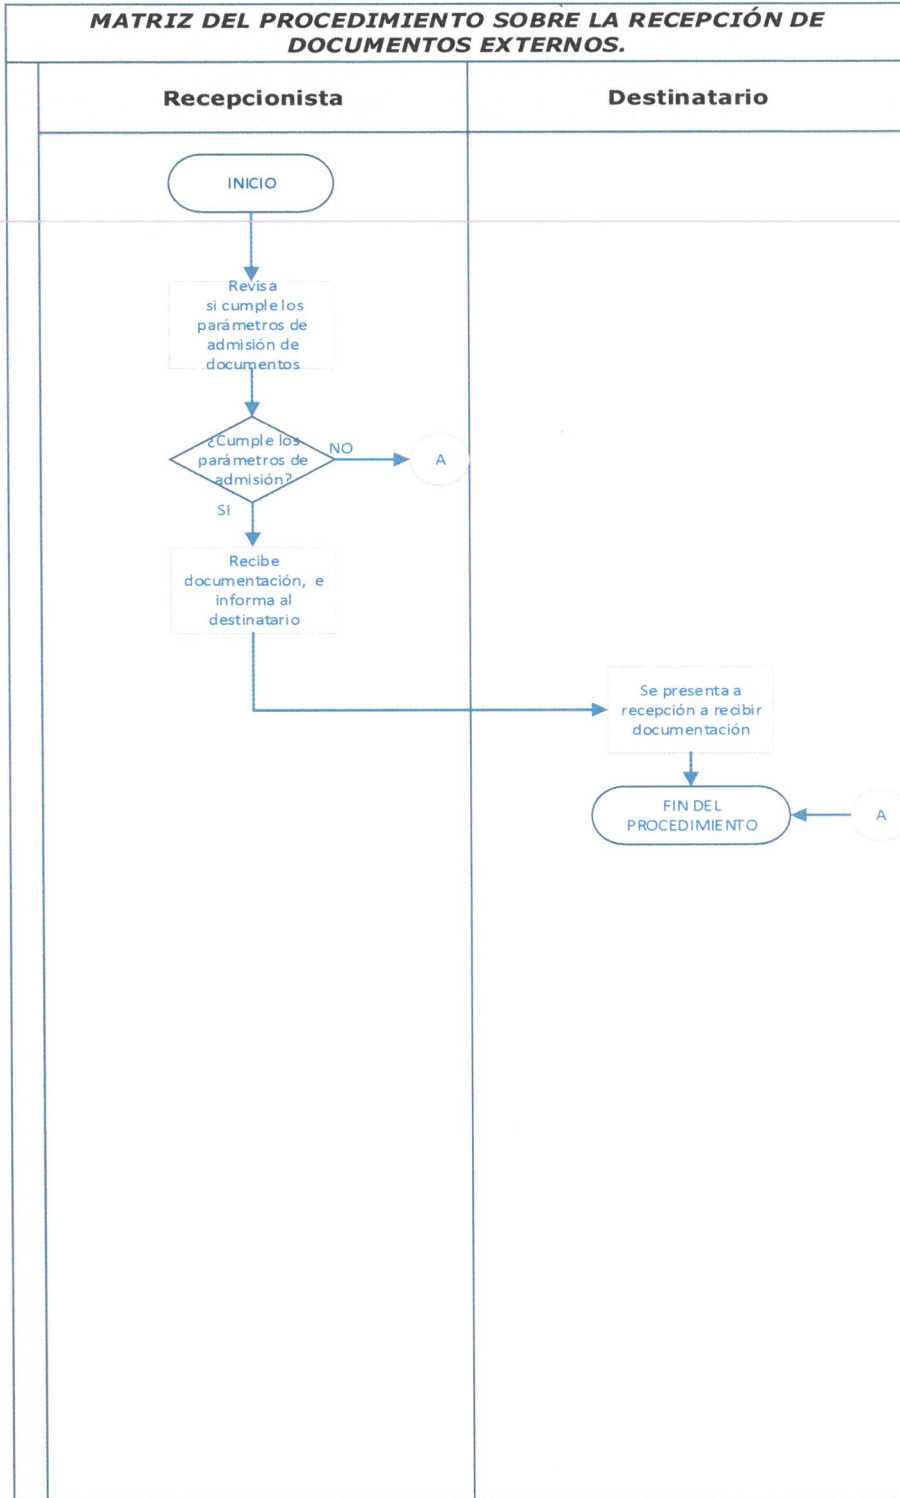 MATRIZ DEL PROCEDIMIENTO SOBRE LA RECEPCIÓN DE
DOCUMENTOS EXTERNOS.
Recepcionista
Destinatario
INICIO
Revisa
si cumple los
parámetros de
admisión de
documentos
¿Cumple los
parámetros de
admisión?
NO
A
SI
Recibe
documentación, e
informa al
destinatario
Se presenta a
recepción a recibir
documentación
FIN DEL
PROCEDIMIENTO
A